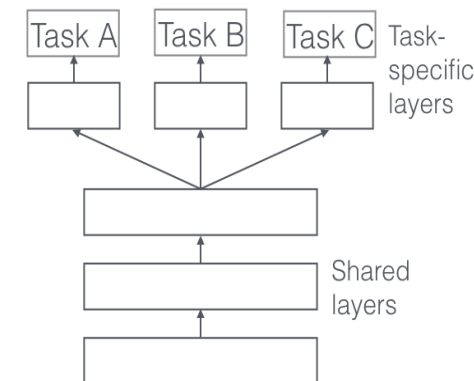 Task A Task B Task C
Task-
specific
layers
Shared
layers